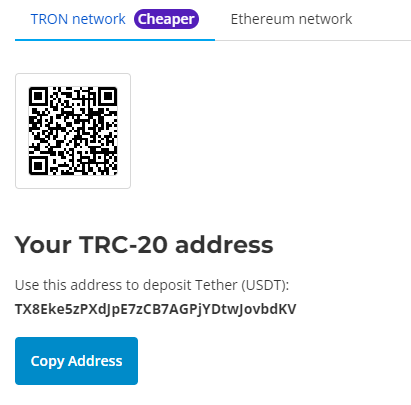 TRON network Cheaper Ethereum network
Your TRC-20 address
Use this address to deposit Tether (USDT):
TX8Eke5zPXdJpE7zCB7AGPjYDtwJovbdKV
Copy Address